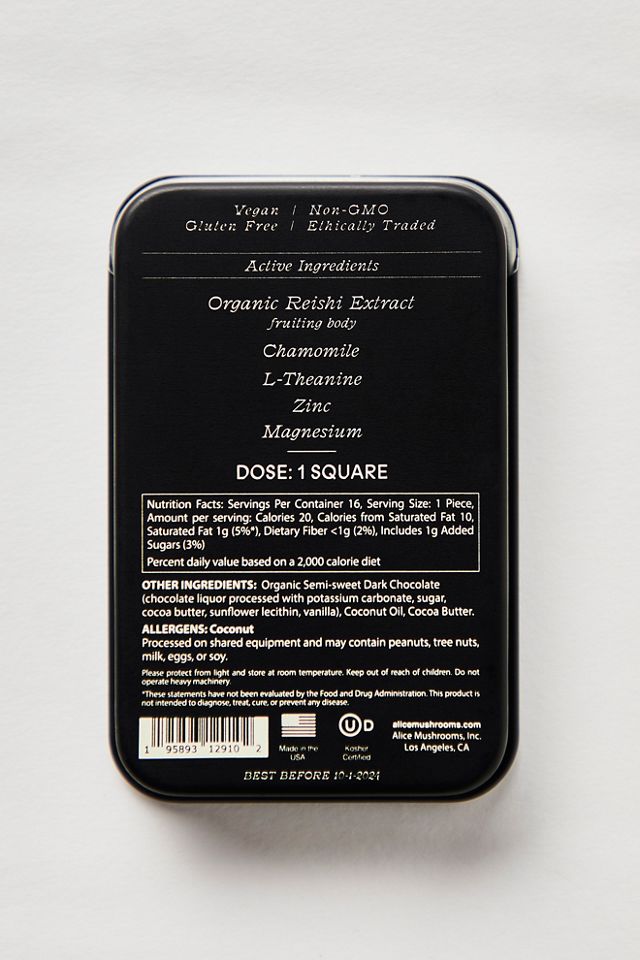 Vegan | Non-GMO
Gluten Free | Ethically Traded
Active Ingredients
Organic Reishi Extract
fruiting body
Chamomile
L-Theanine
Zinc
Magnesium
DOSE: 1 SQUARE
Nutrition Facts: Servings Per Container 16, Serving Size: 1 Piece,
Amount per serving: Calories 20, Calories from Saturated Fat 10,
Saturated Fat 1g (5%*), Dietary Fiber <1g (2%), Includes 1g Added
Sugars (3%)
Percent daily value based on a 2,000 calorie diet
OTHER INGREDIENTS: Organic Semi-sweet Dark Chocolate
(chocolate liquor processed with potassium carbonate, sugar,
cocoa butter, sunflower lecithin, vanilla), Coconut Oil, Cocoa Butter.
ALLERGENS: Coconut
Processed on shared equipment and may contain peanuts, tree nuts,
milk, eggs, or soy.
Please protect from light and store at room temperature. Keep out of reach of children. Do not
operate heavy machinery.
*These statements have not been evaluated by the Food and Drug Administration. This product is
not intended to diagnose, treat, cure, or prevent any disease.
1 95893 12910 2
Made in the
USA
U D
Kosher
Certified
alicemushrooms.com
Alice Mushrooms, Inc.
Los Angeles, CA
BEST BEFORE 10-1-2024